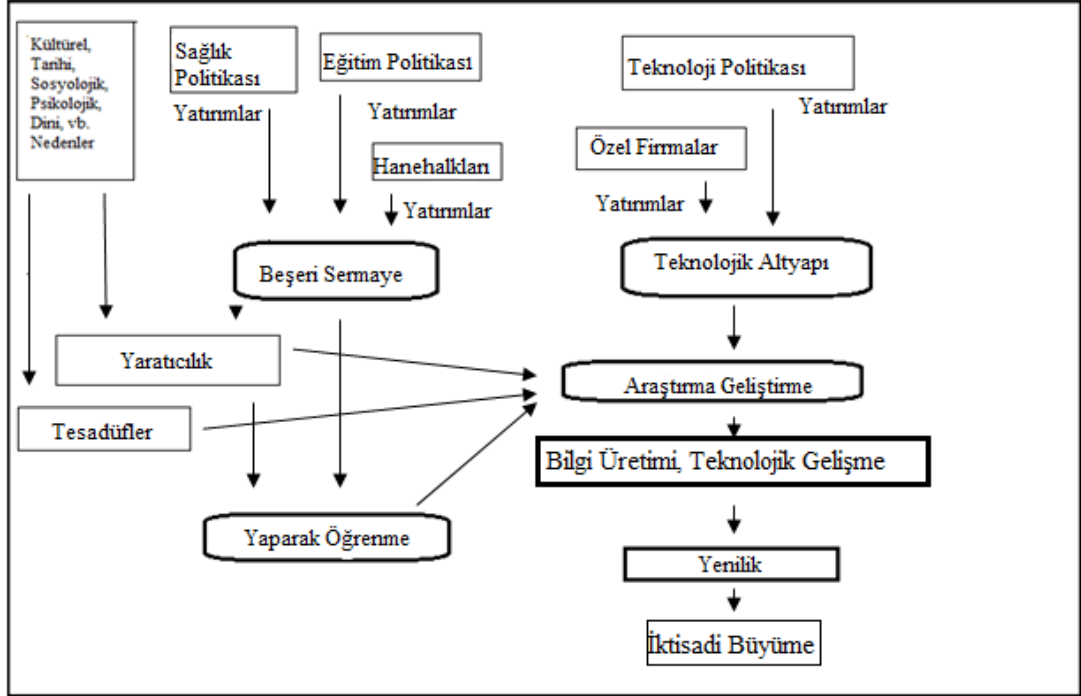 Kültürel,
Tarihi,
Sosyolojik,
Psikolojik,
Dini, vb.
Nedenler
Sağlık
Politikası
Yatırımlar
Eğitim Politikası
Yatırımlar
Hanehalkları
Yatırımlar
Teknoloji Politikası
Yatırımlar
Özel Firmalar
Yatırımlar
Beşeri Sermaye
Teknolojik Altyapı
Yaratıcılık
Araştırma Geliştirme
Tesadüfler
Bilgi Üretimi, Teknolojik Gelişme
Yaparak Öğrenme
Yenilik
İktisadi Büyüme